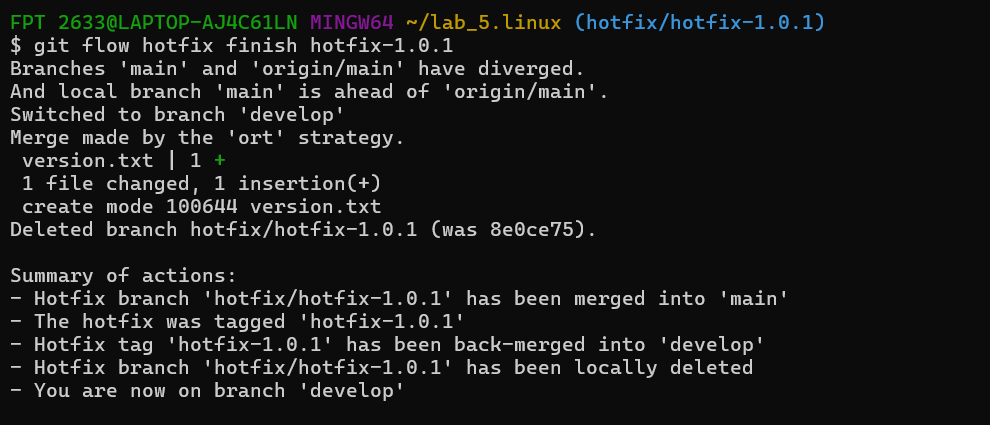 FPT 2633@LAPTOP-AJ4C61LN MINGW64 ~/lab_5.linux (hotfix/hotfix-1.0.1)
$ git flow hotfix finish hotfix-1.0.1
Branches 'main' and 'origin/main' have diverged.
And local branch 'main' is ahead of 'origin/main'.
Switched to branch 'develop'
Merge made by the 'ort' strategy.
 version.txt | 1 +
 1 file changed, 1 insertion(+)
 create mode 100644 version.txt
Deleted branch hotfix/hotfix-1.0.1 (was 8e0ce75).

Summary of actions:
- Hotfix branch 'hotfix/hotfix-1.0.1' has been merged into 'main'
- The hotfix was tagged 'hotfix-1.0.1'
- Hotfix tag 'hotfix-1.0.1' has been back-merged into 'develop'
- Hotfix branch 'hotfix/hotfix-1.0.1' has been locally deleted
- You are now on branch 'develop'